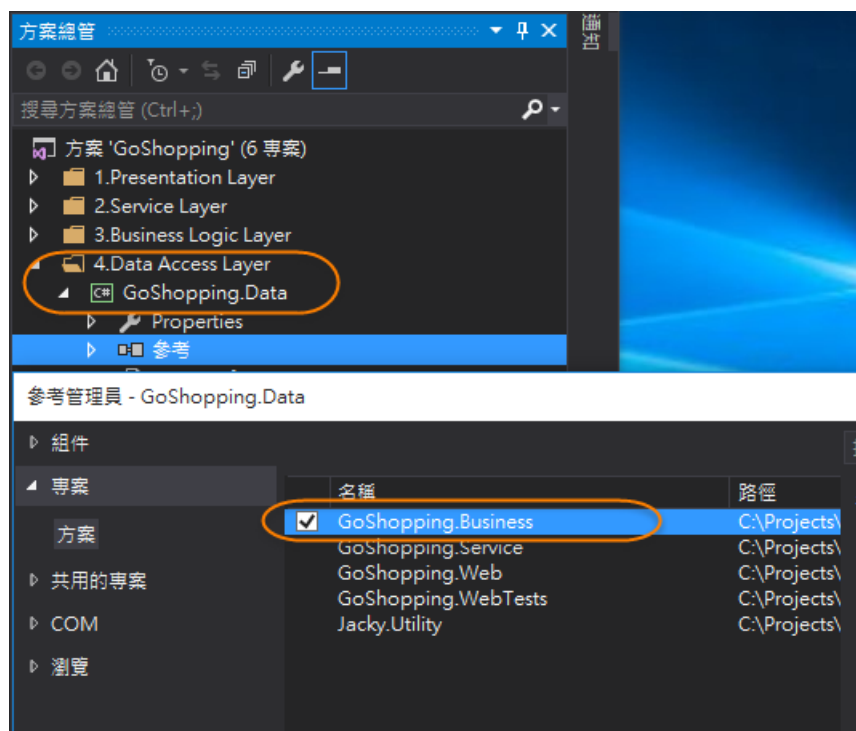 方案總管
通知
搜尋方案總管 (Ctrl+;)
方案 'GoShopping' (6 專案)
1.Presentation Layer
2.Service Layer
3.Business Logic Layer
4.Data Access Layer
C# GoShopping.Data
Properties
參考
參考管理員 - GoShopping.Data
組件
專案
方案
共用的專案
COM
瀏覽
名稱 路徑
GoShopping.Business C:\Projects\
GoShopping.Service C:\Projects\
GoShopping.Web C:\Projects\
GoShopping.WebTests C:\Projects\
Jacky.Utility C:\Projects\